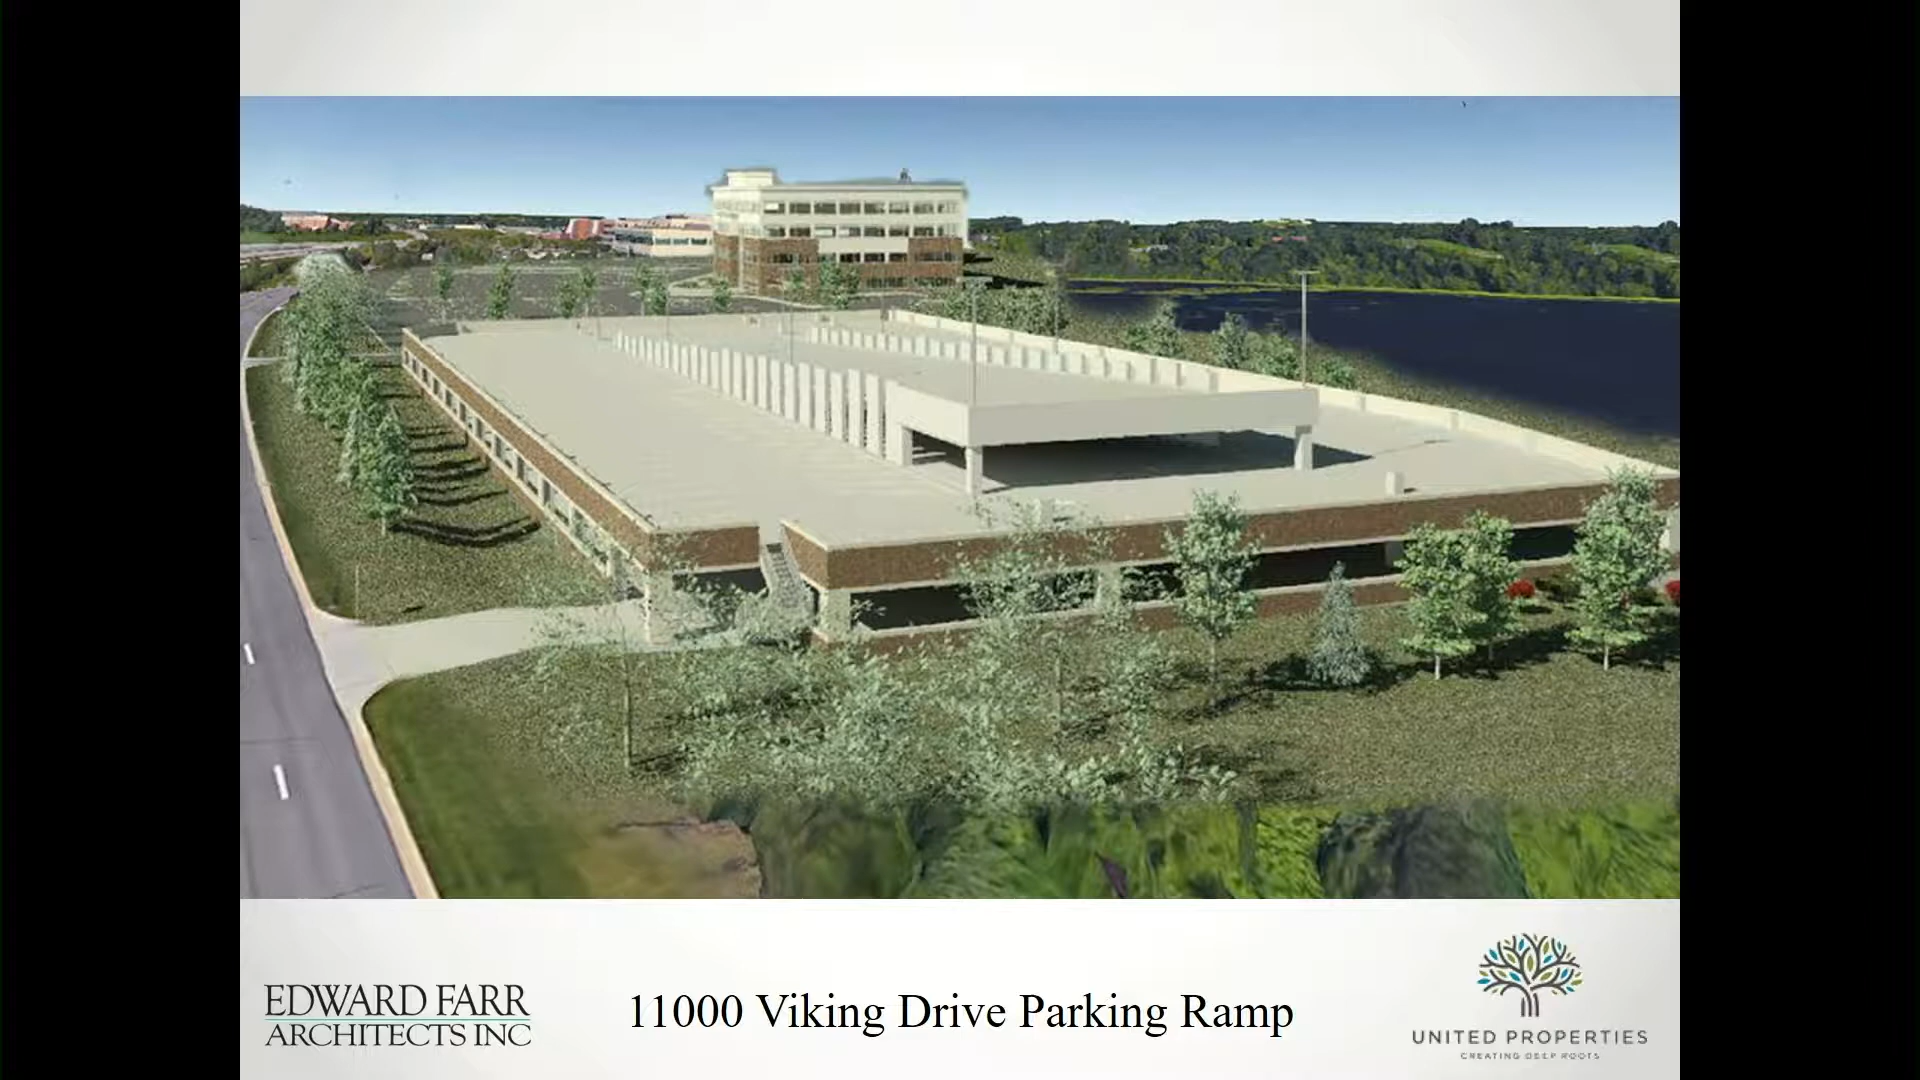 EDWARD FARR
ARCHITECTS INC
11000 Viking Drive Parking Ramp
UNITED PROPERTIES
CREATING DEEP ROOTS